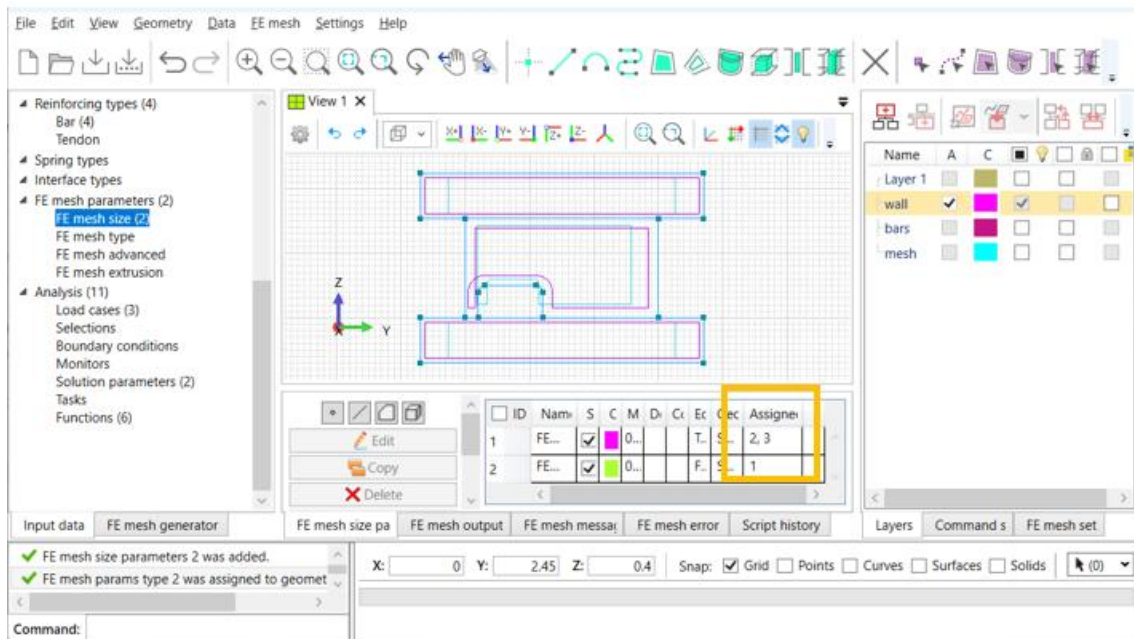 File Edit View Geometry Data FE mesh Settings Help
Reinforcing types (4)
Bar (4)
Tendon
Spring types
Interface types
FE mesh parameters (2)
FE mesh size (2)
FE mesh type
FE mesh advanced
FE mesh extrusion
Analysis (11)
Load cases (3)
Selections
Boundary conditions
Monitors
Solution parameters (2)
Tasks
Functions (6)
Input data FE mesh generator
View 1
X+ X- Y+ Y- Z+ Z-
Z
Y
X
Edit
Copy
Delete
ID Nam S C M D Ec Assigne
1 FE... 0... T... S... 2, 3
2 FE... 0... F... S... 1
FE mesh size pa FE mesh output FE mesh messag FE mesh error Script history
Name A C
Layer 1
wall
bars
mesh
Layers Command s FE mesh set
FE mesh size parameters 2 was added.
FE mesh params type 2 was assigned to geomet
Command:
X: 0 Y: 2.45 Z: 0.4 Snap: Grid Points Curves Surfaces Solids (0)